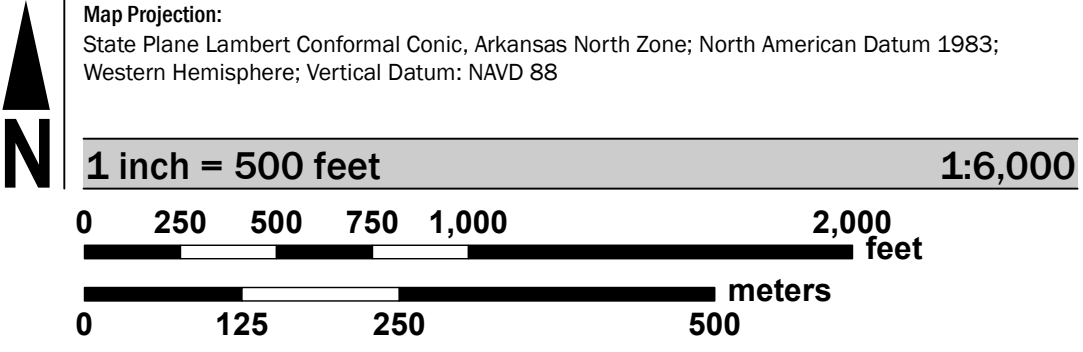 Map Projection:
State Plane Lambert Conformal Conic, Arkansas North Zone; North American Datum 1983;
Western Hemisphere; Vertical Datum: NAVD 88
N
1 inch = 500 feet 1:6,000
0 250 500 750 1,000 2,000
feet
meters
0 125 250 500